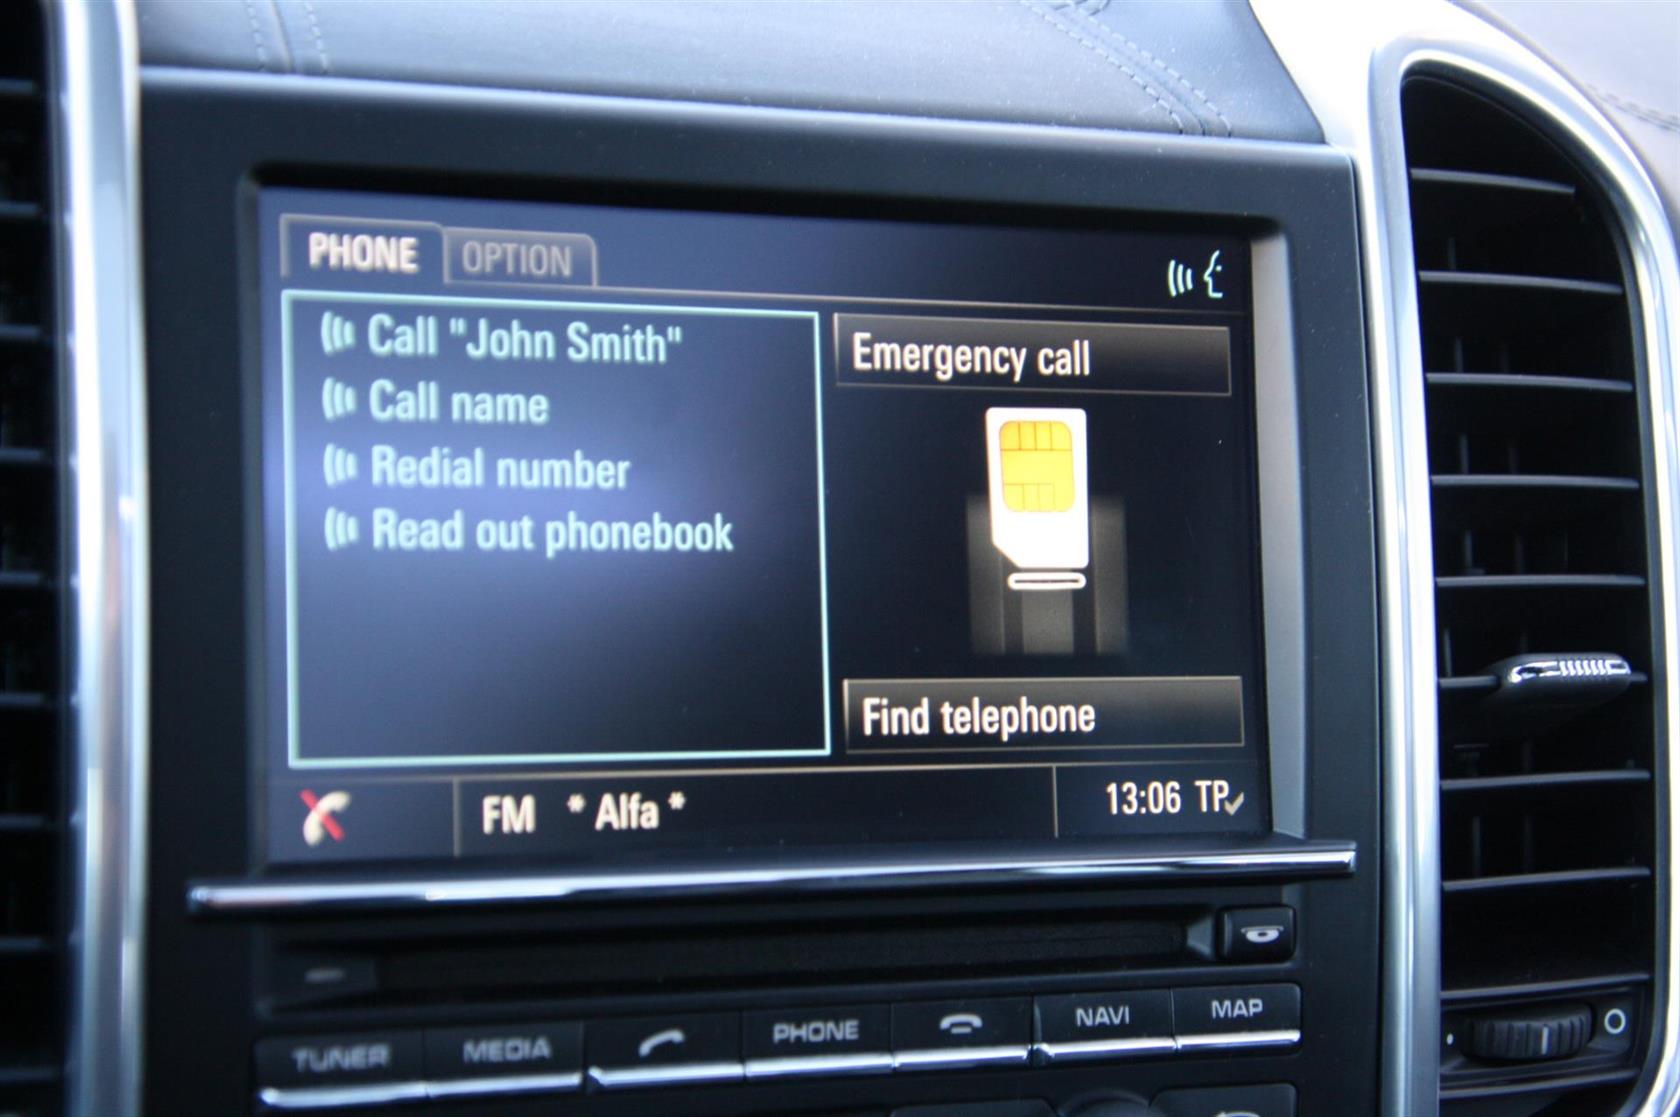 PHONE OPTION
Call "John Smith"
Call name
Redial number
Read out phonebook
Emergency call
Find telephone
FM * Alfa * 13:06 TP
TUNER MEDIA PHONE NAVI MAP